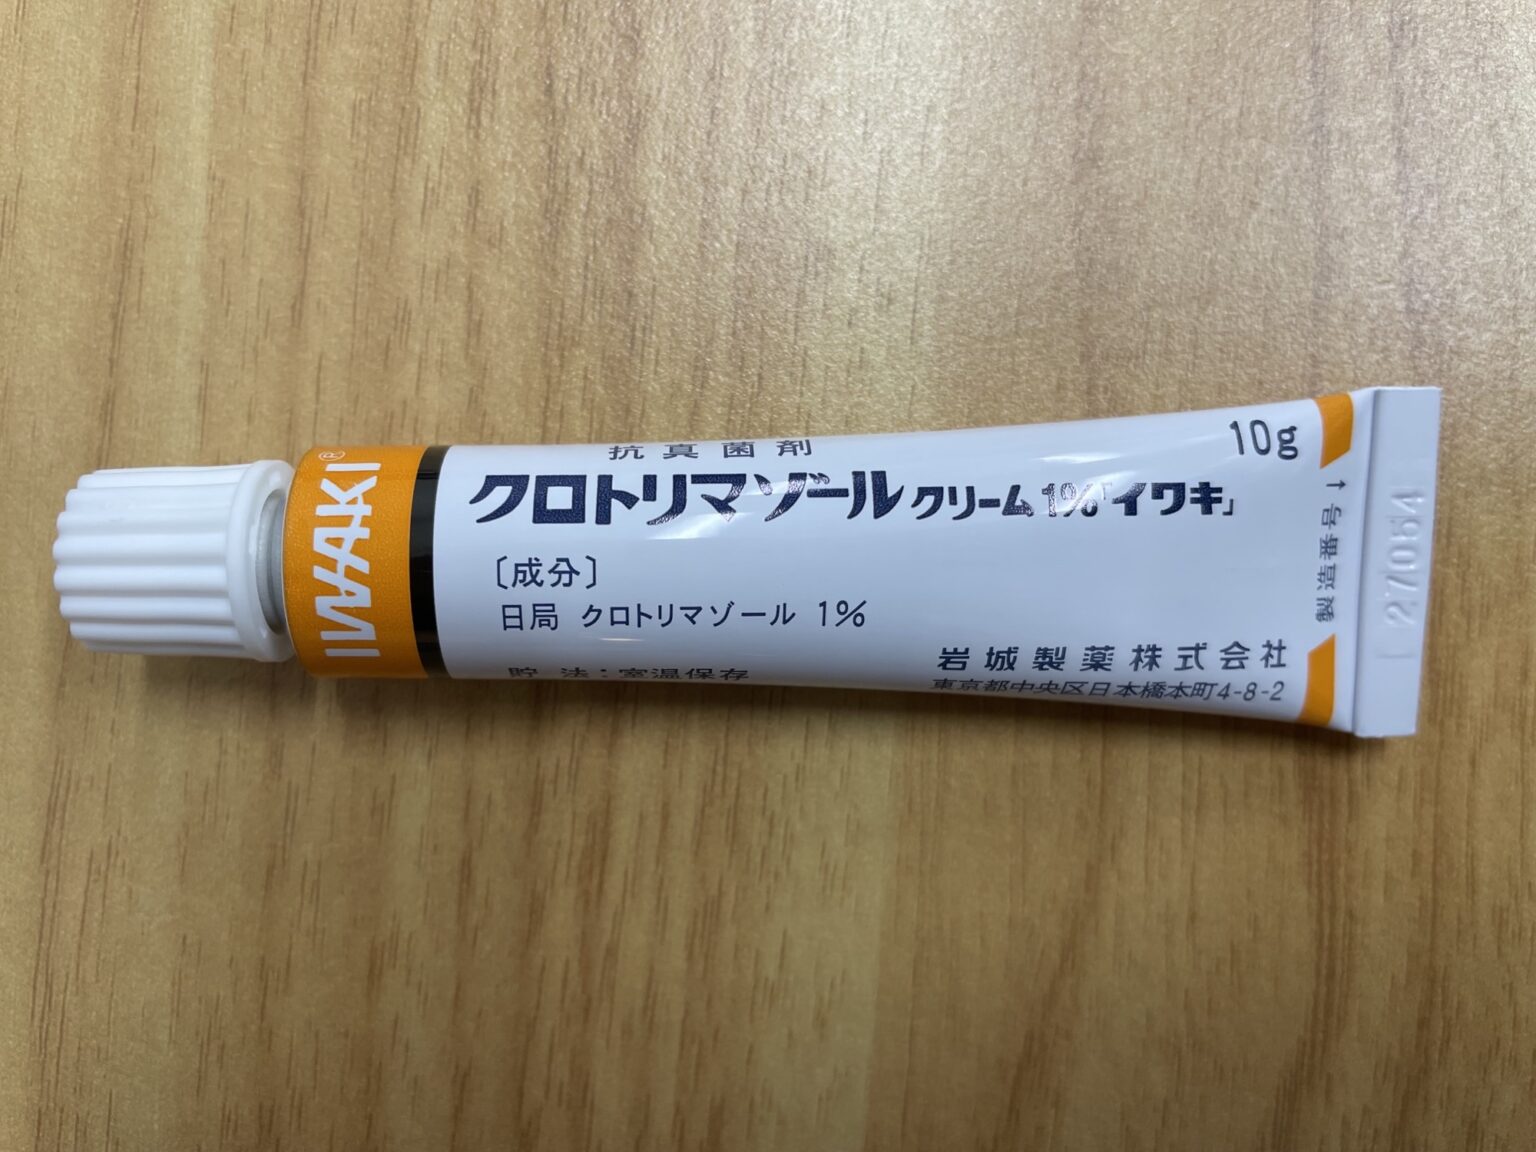 IWAKI®
抗真菌剤
10g
クロトリマゾールクリーム1%「イワキ」
〔成分〕
日局 クロトリマゾール 1%
貯 法：室温保存
岩城製薬株式会社
東京都中央区日本橋本町4-8-2
製造番号→
27054